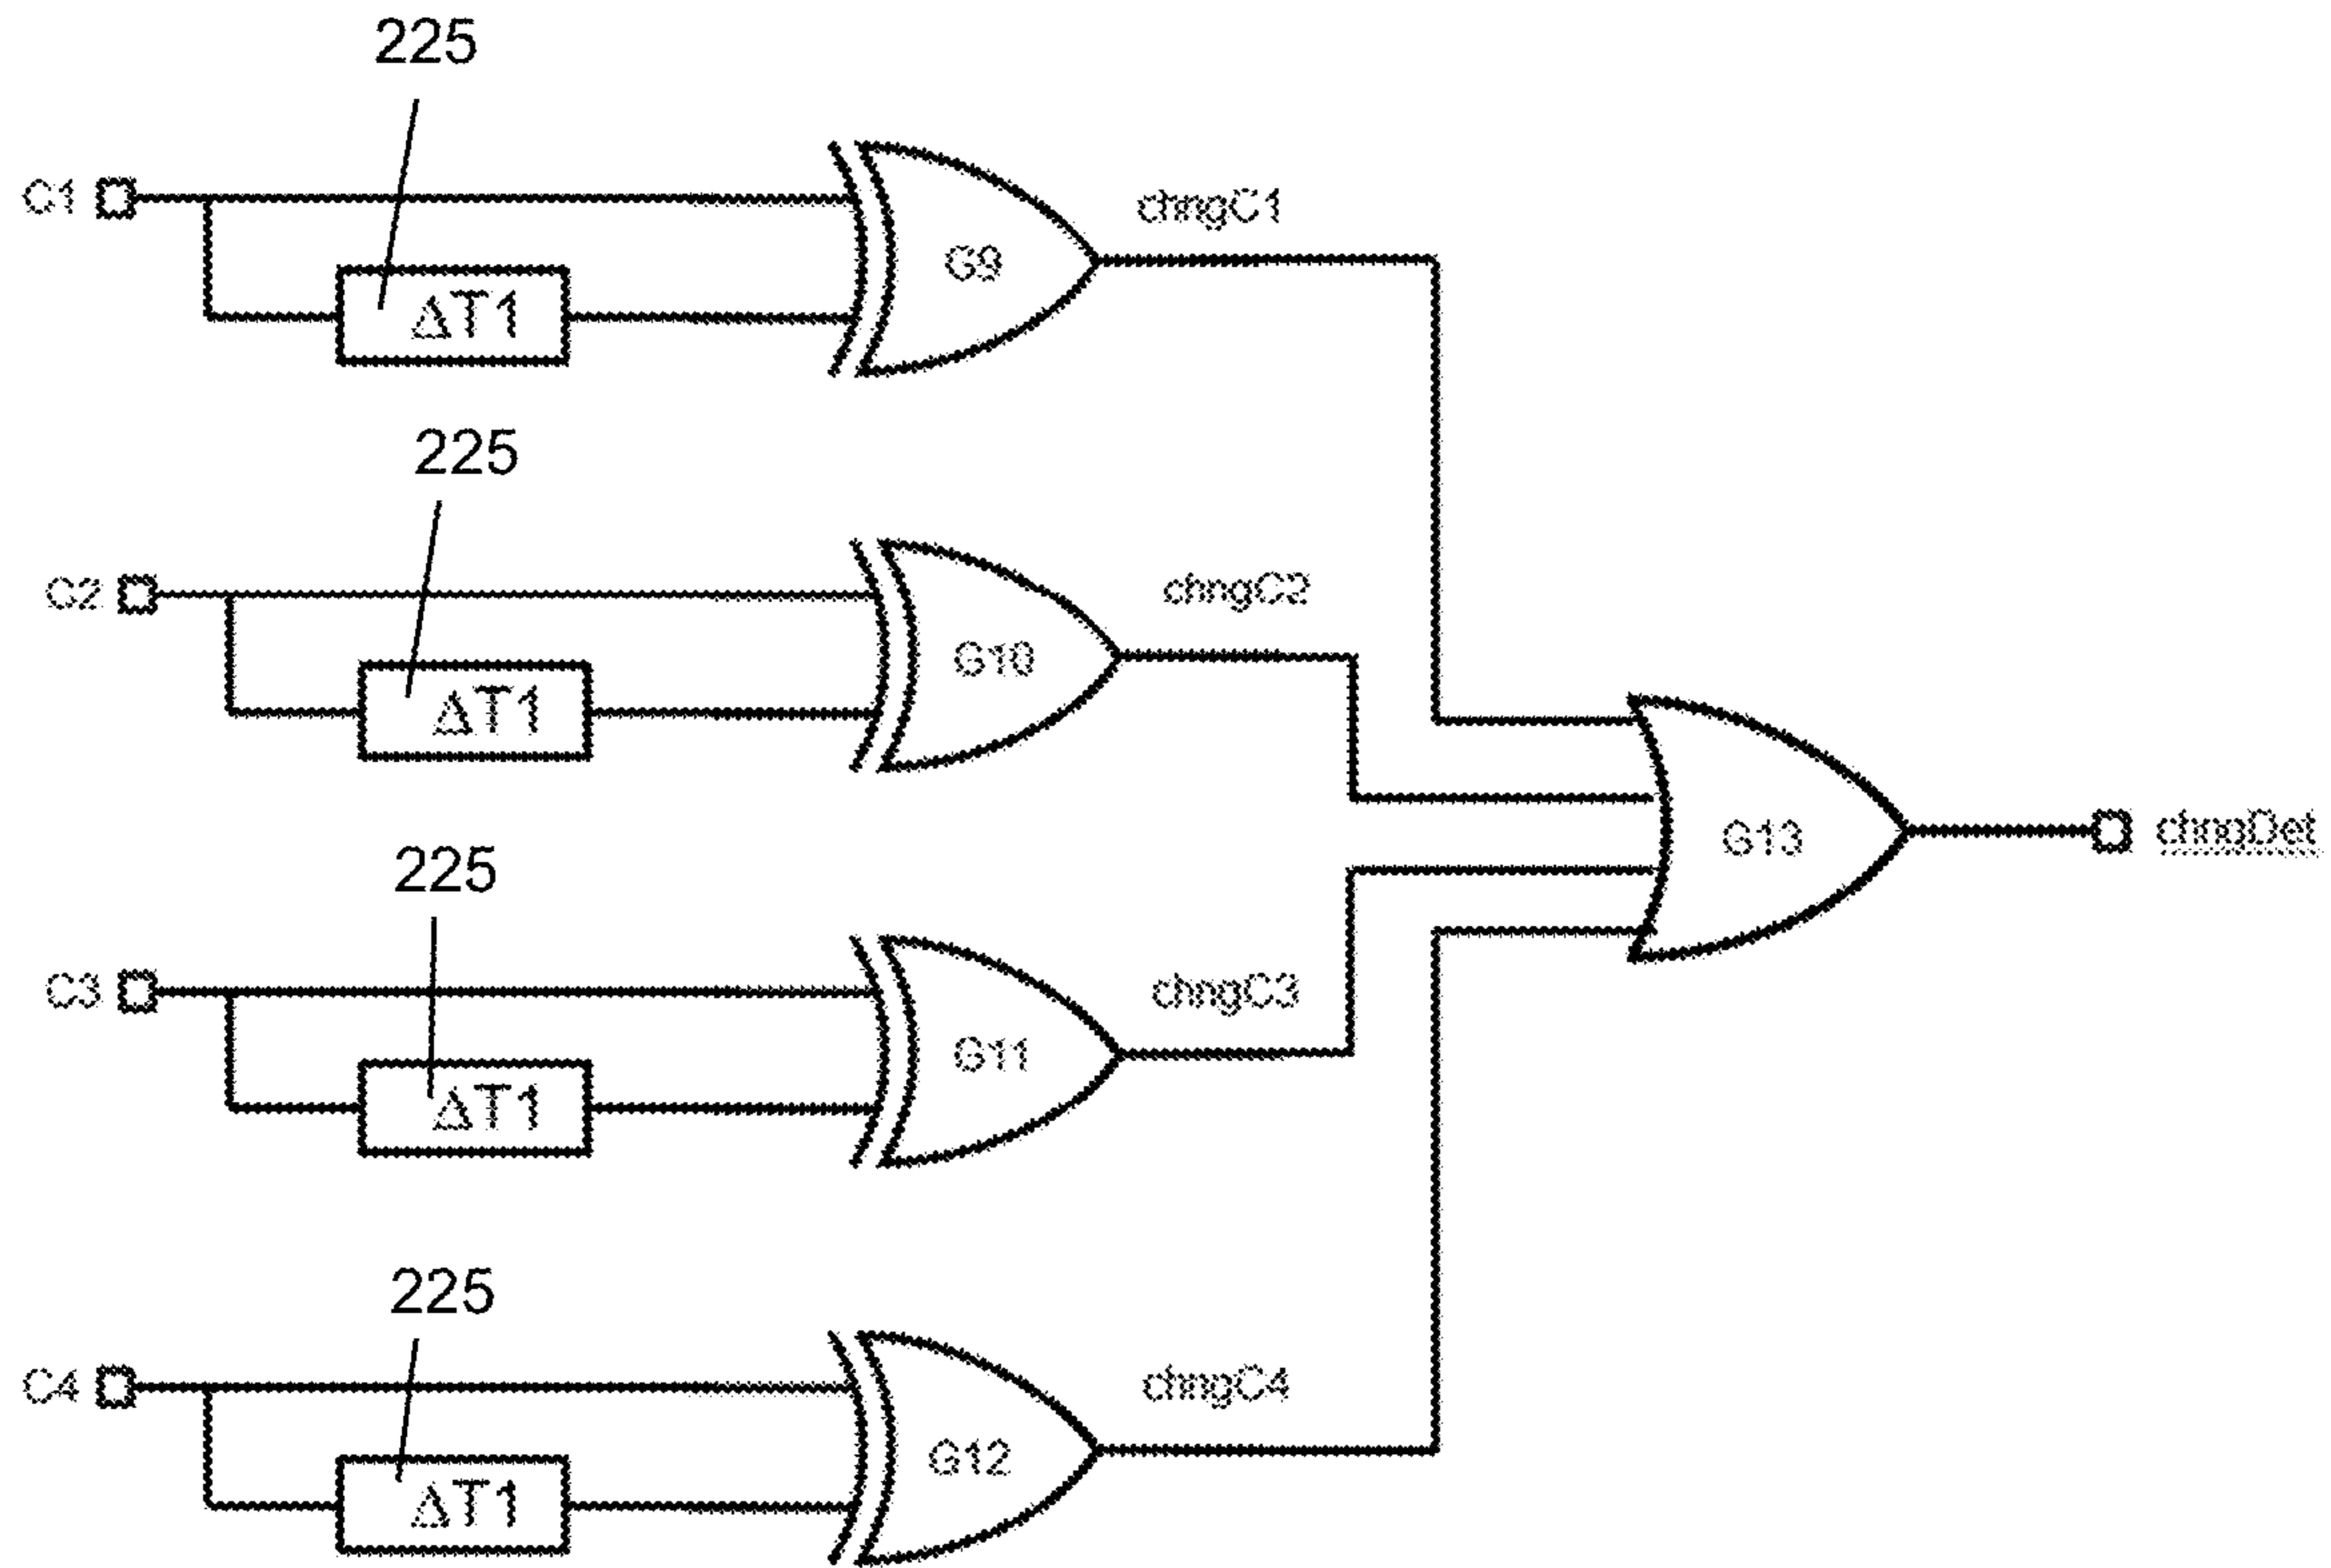 225
C1
chngC1
G9
ΔT1
225
C2
chngC2
G10
ΔT1
225
C3
chngC3
G11
ΔT1
G13
chngDet
225
C4
chngC4
G12
ΔT1